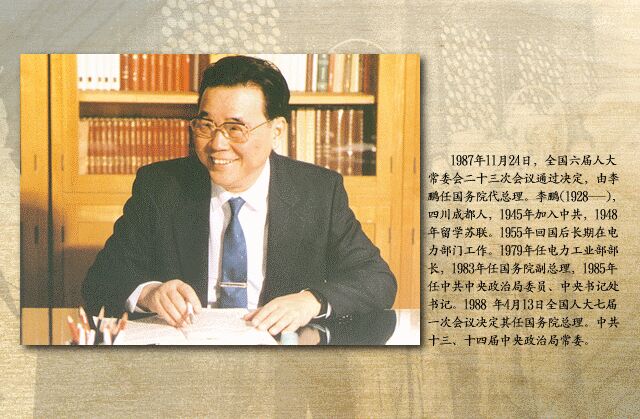 1987年11月24日，全国六届人大
常委会二十三次会议通过决定，由李
鹏任国务院代总理。李鹏(1928——)，
四川成都人，1945年加入中共，1948
年留学苏联。1955年回国后长期在电
力部门工作。1979年任电力工业部部
长，1983年任国务院副总理，1985年
任中共中央政治局委员、中央书记处
书记。1988 年4月13日全国人大七届
一次会议决定其任国务院总理。中共
十三、十四届中央政治局常委。